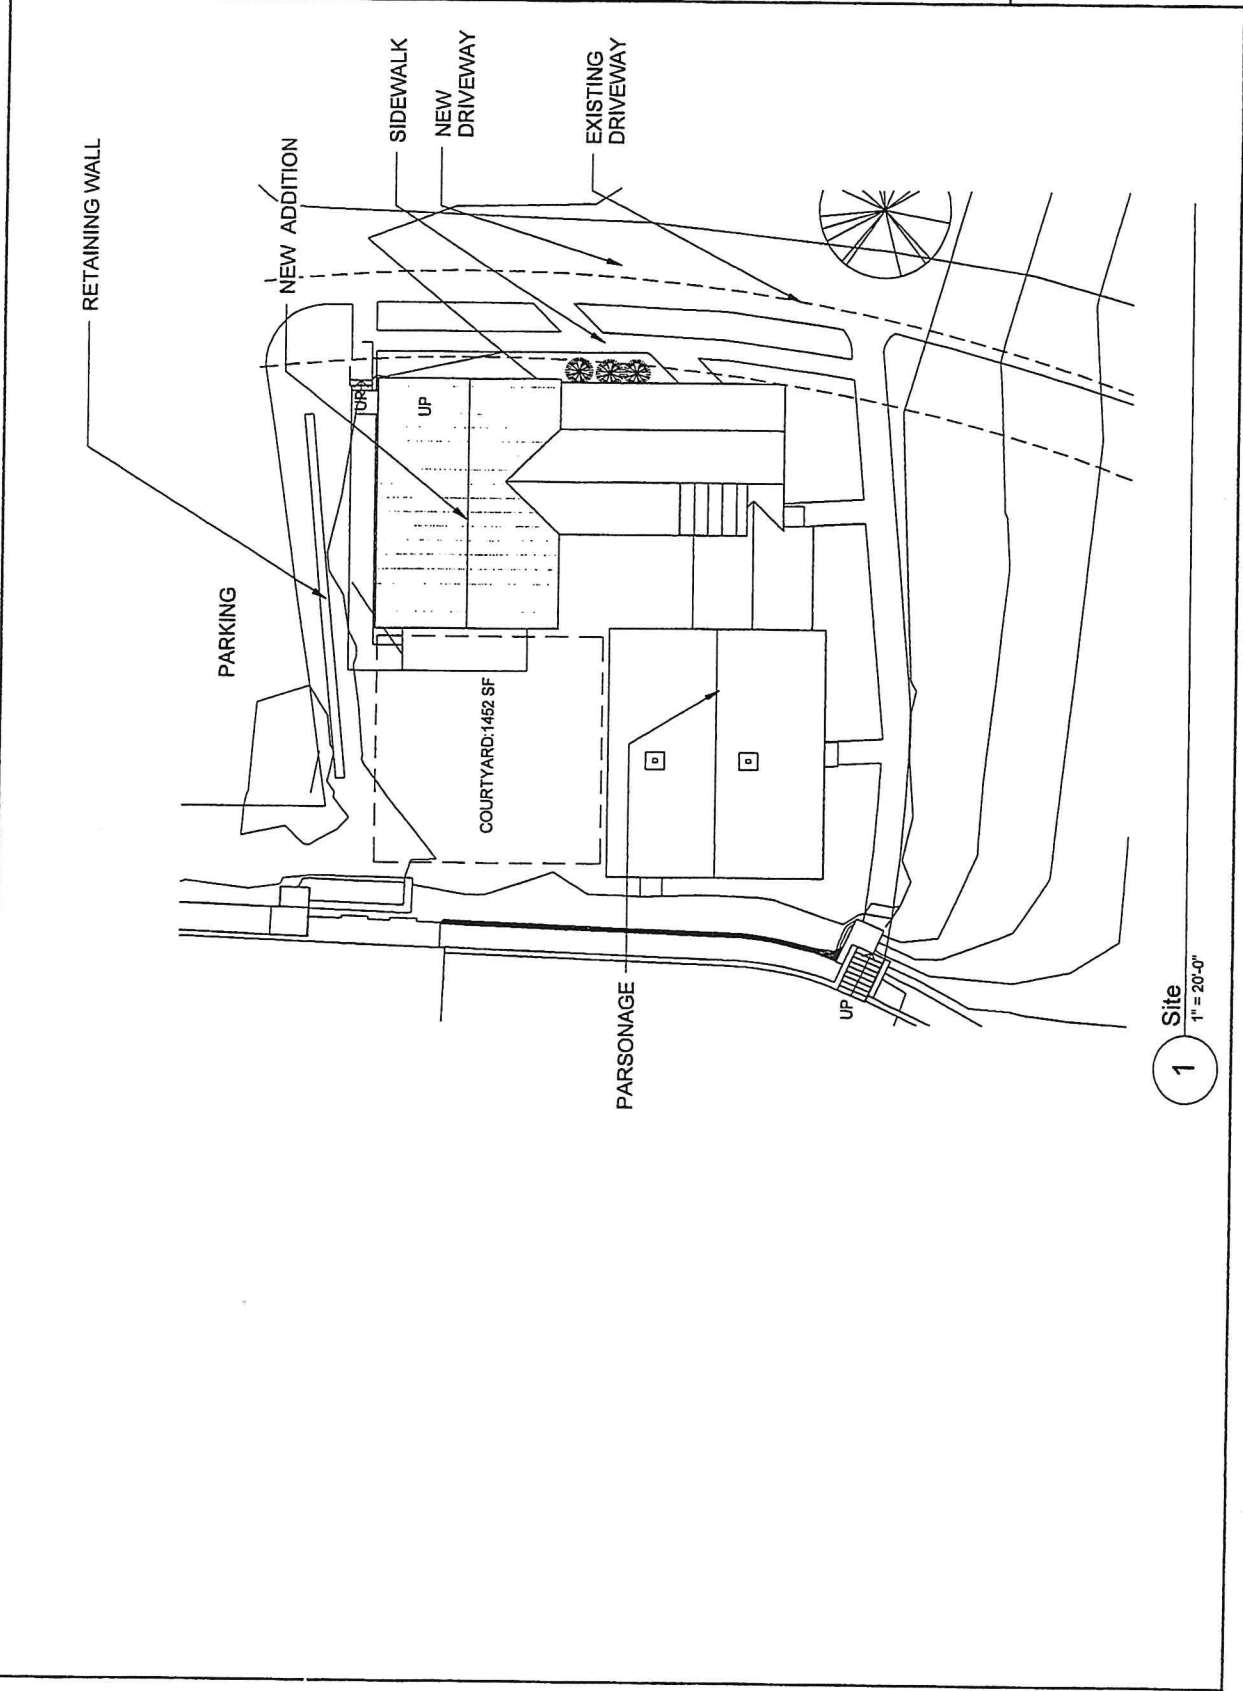 RETAINING WALL
NEW ADDITION
SIDEWALK
NEW
DRIVEWAY
EXISTING
DRIVEWAY
PARKING
UP
UP
COURTYARD:1452 SF
PARSONAGE
UP
1
Site
1" = 20'-0"